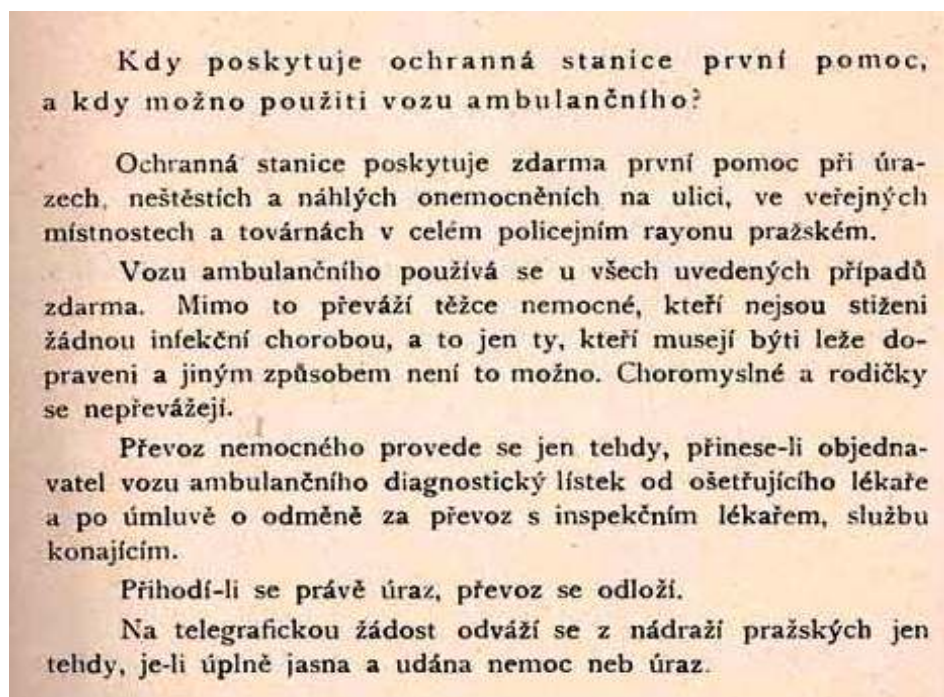 Kdy poskytuje ochranná stanice první pomoc,
a kdy možno použiti vozu ambulančního?
Ochranná stanice poskytuje zdarma první pomoc při úra-
zech, neštěstích a náhlých onemocněních na ulici, ve veřejných
místnostech a továrnách v celém policejním rayonu pražském.
Vozu ambulančního používá se u všech uvedených případů
zdarma. Mimo to převáží těžce nemocné, kteří nejsou stiženi
žádnou infekční chorobou, a to jen ty, kteří musejí býti leže do-
praveni a jiným způsobem není to možno. Choromyslné a rodičky
se nepřevážejí.
Převoz nemocného provede se jen tehdy, přinese-li objedna-
vatel vozu ambulančního diagnostický lístek od ošetřujícího lékaře
a po úmluvě o odměně za převoz s inspekčním lékařem, službu
konajícím.
Přihodí-li se právě úraz, převoz se odloží.
Na telegrafickou žádost odváží se z nádraží pražských jen
tehdy, je-li úplně jasna a udána nemoc neb úraz.